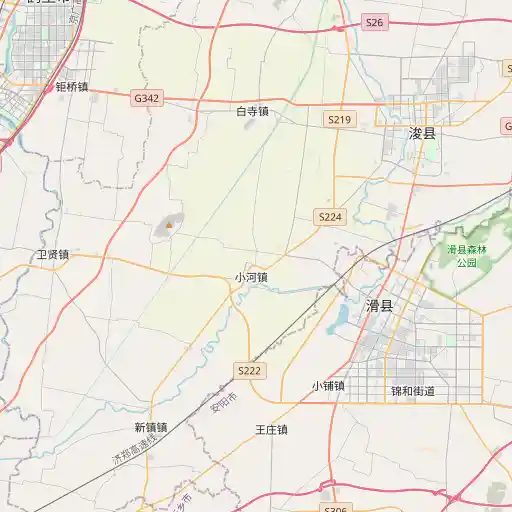 S26
钜桥镇
G342
白寺镇
S219
浚县
S224
滑县森林
公园
卫贤镇
小河镇
滑县
S222
小铺镇
锦和街道
安阳市
新镇镇
王庄镇
济郑高速线
S306